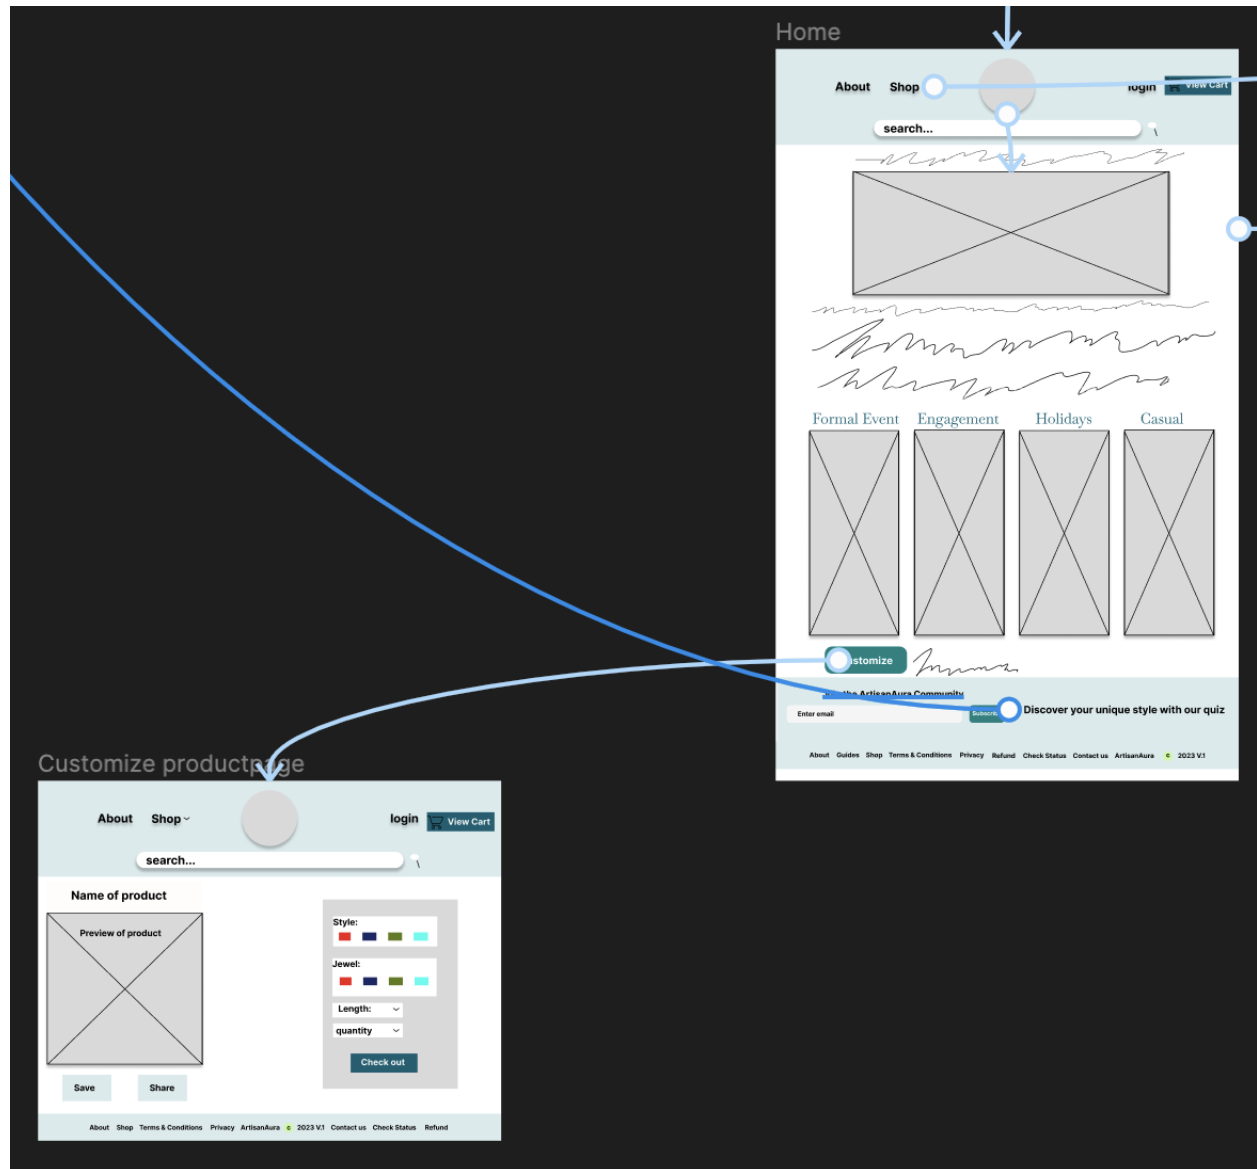 Home
About Shop login View Cart
search...
Formal Event Engagement Holidays Casual
the ArtisanAura Community
Enter email
Discover your unique style with our quiz
About Guides Shop Terms & Conditions Privacy Refund Check Status Contact us ArtisanAura c 2023 V.1
Customize productpage
About Shop login View Cart
search...
Name of product
Preview of product
Style:
Jewel:
Length:
quantity
Check out
Save Share
About Shop Terms & Conditions Privacy ArtisanAura c 2023 V.1 Contact us Check Status Refund